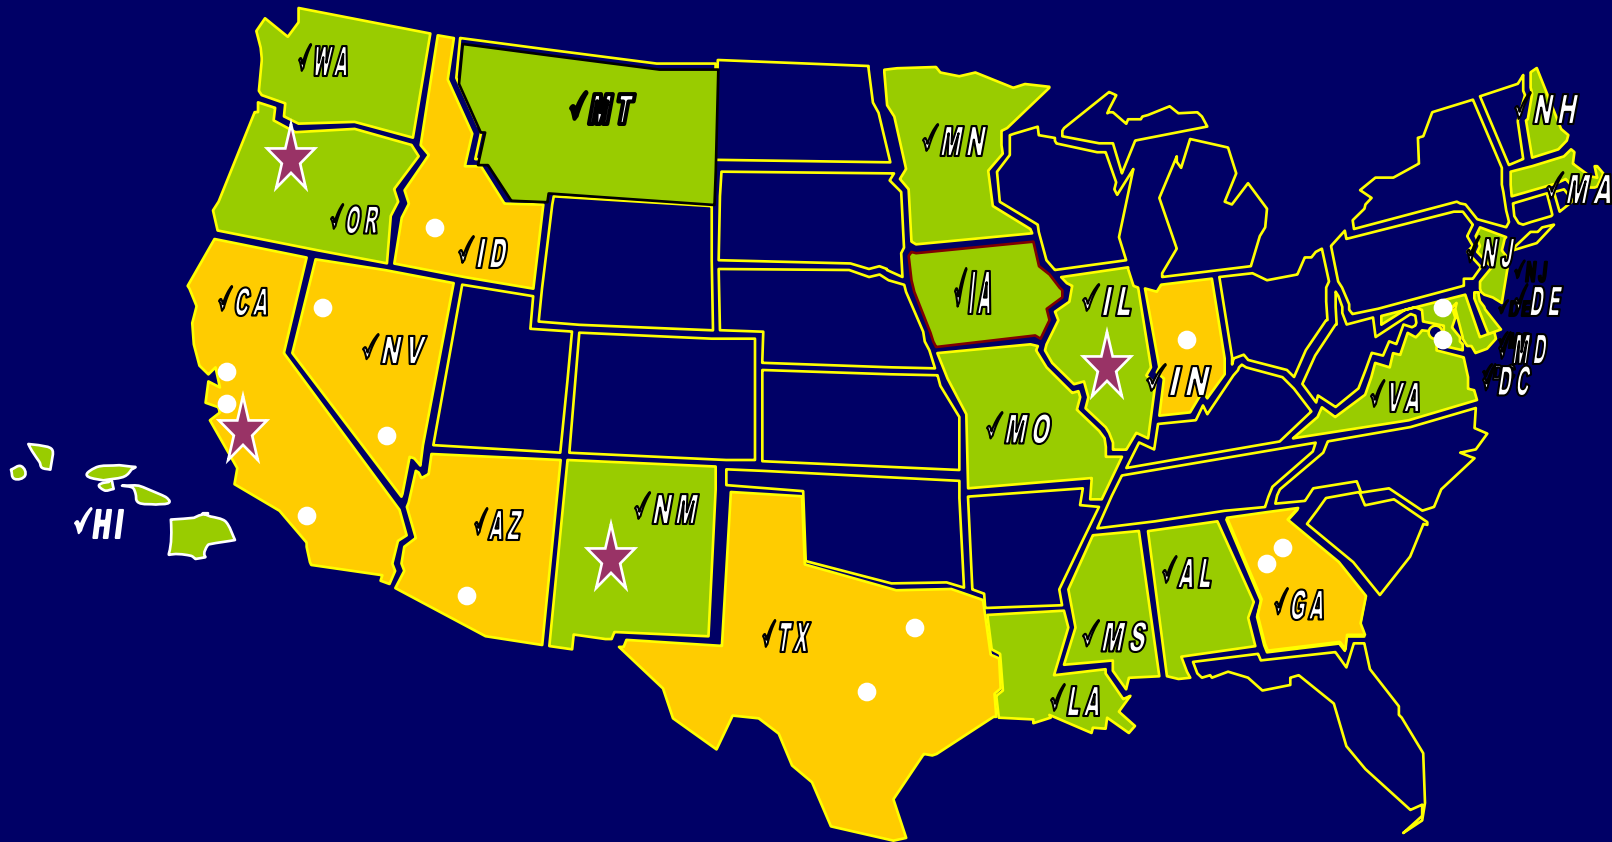 ✓WA
✓MT
✓NH
✓MN
✓MA
✓OR
✓ID
✓NJ
✓NJ
✓CA
✓IA
✓IL
✓DE
✓NV
✓MD
✓IN
✓DC
✓VA
✓MO
✓HI
✓AZ
✓NM
✓AL
✓GA
✓TX
✓MS
✓LA